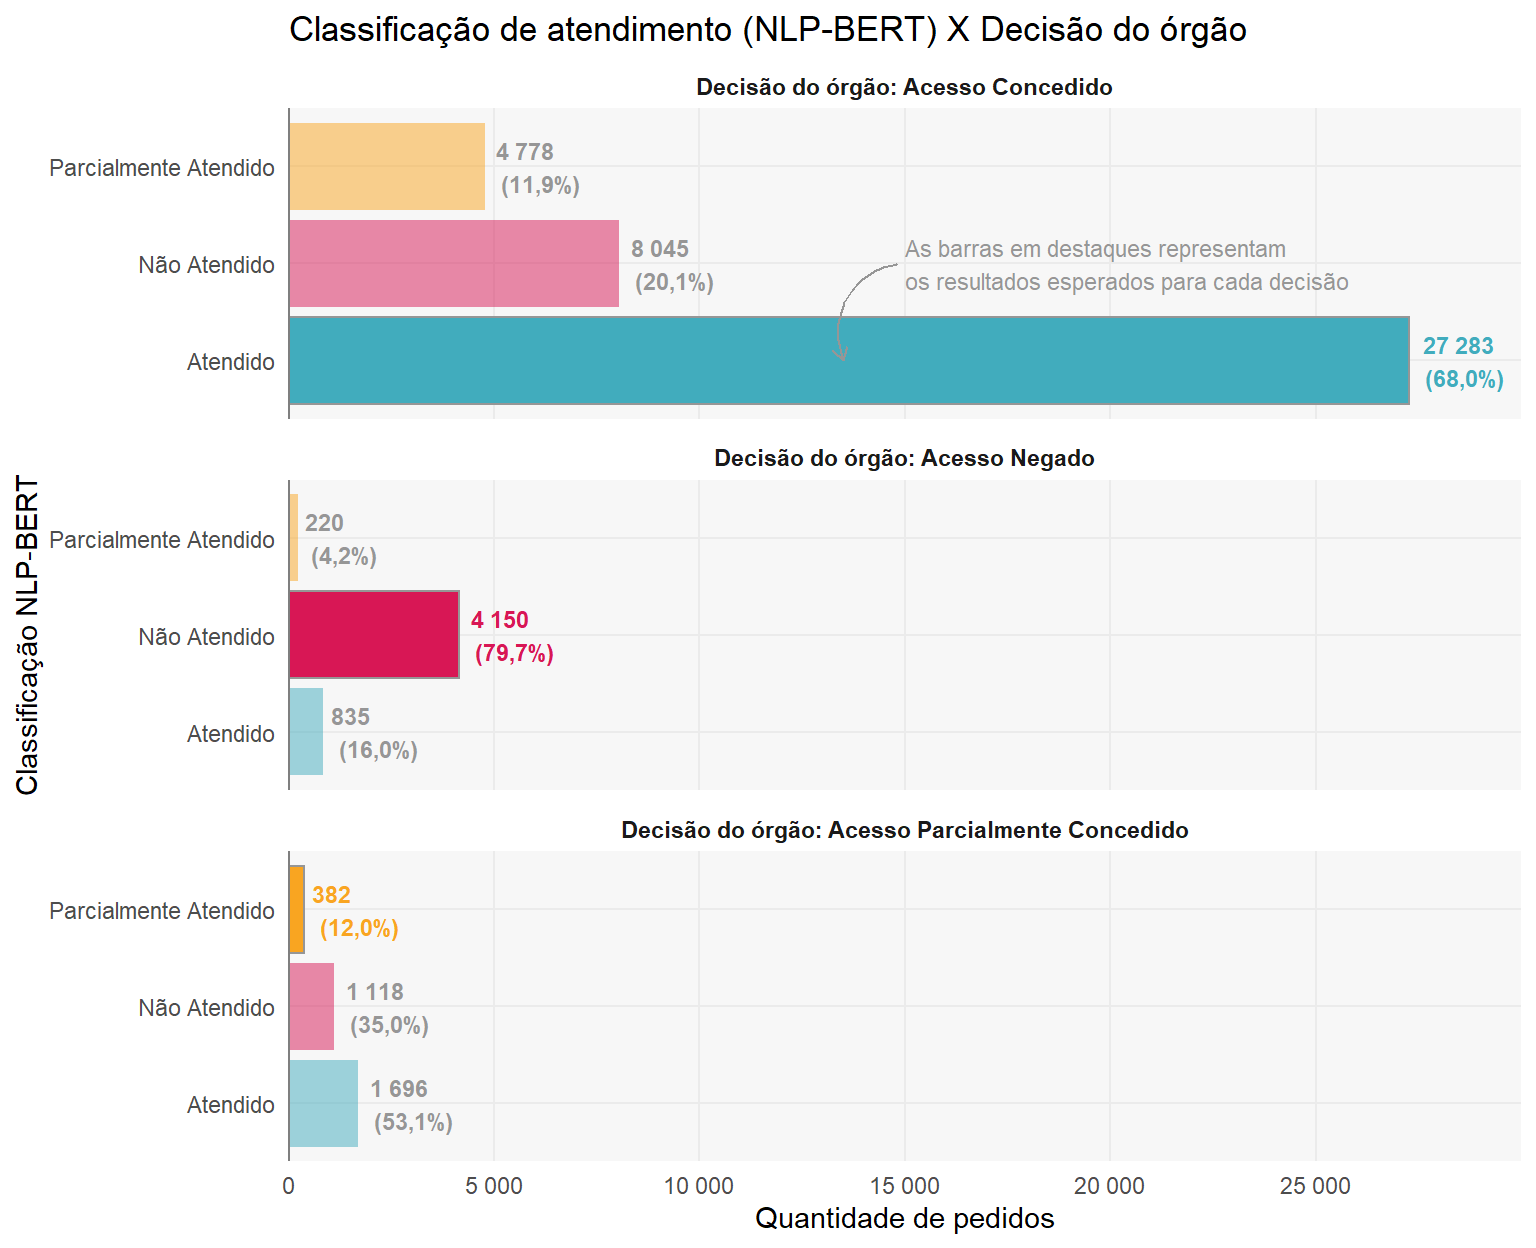 Classificação de atendimento (NLP-BERT) X Decisão do órgão
Decisão do órgão: Acesso Concedido
Parcialmente Atendido
4 778
(11,9%)
Não Atendido
8 045
(20,1%)
As barras em destaques representam
os resultados esperados para cada decisão
Atendido
27 283
(68,0%)
Classificação NLP-BERT
Decisão do órgão: Acesso Negado
Parcialmente Atendido
220
(4,2%)
Não Atendido
4 150
(79,7%)
Atendido
835
(16,0%)
Decisão do órgão: Acesso Parcialmente Concedido
Parcialmente Atendido
382
(12,0%)
Não Atendido
1 118
(35,0%)
Atendido
1 696
(53,1%)
0 5 000 10 000 15 000 20 000 25 000
Quantidade de pedidos